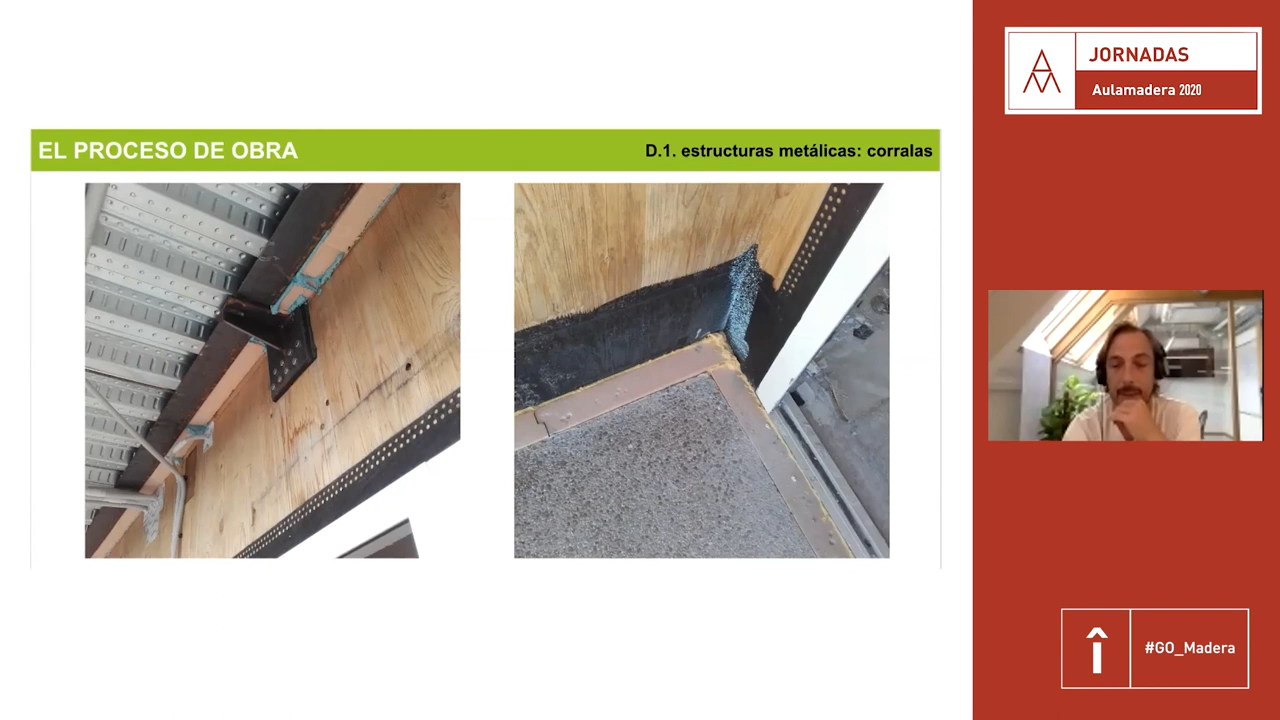 EL PROCESO DE OBRA
D.1. estructuras metálicas: corralas
JORNADAS
Aulamadera 2020
#GO_Madera